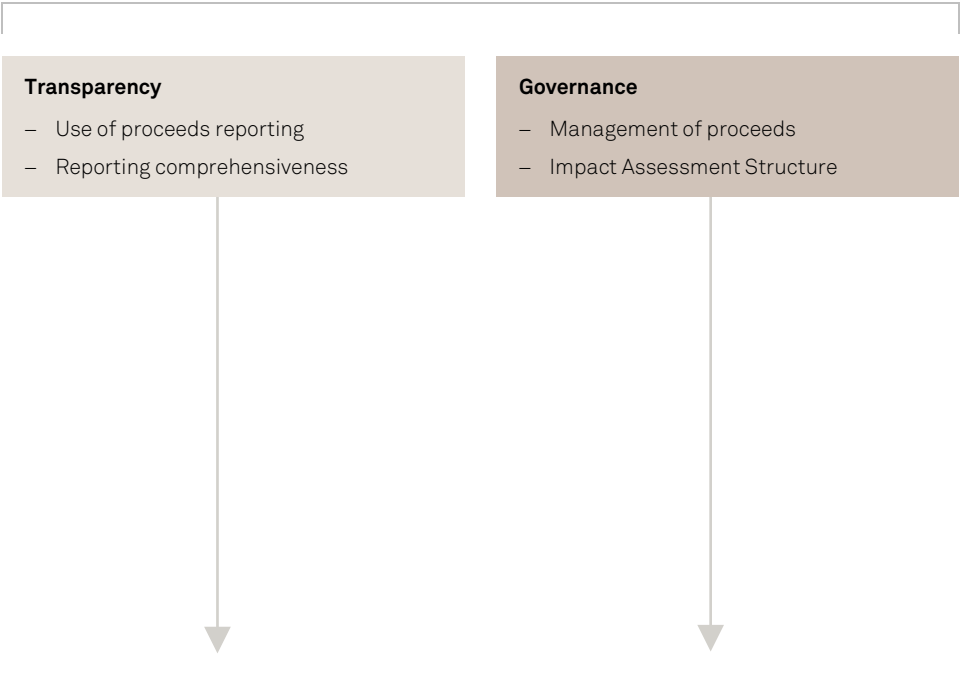 Transparency
– Use of proceeds reporting
– Reporting comprehensiveness
Governance
– Management of proceeds
– Impact Assessment Structure